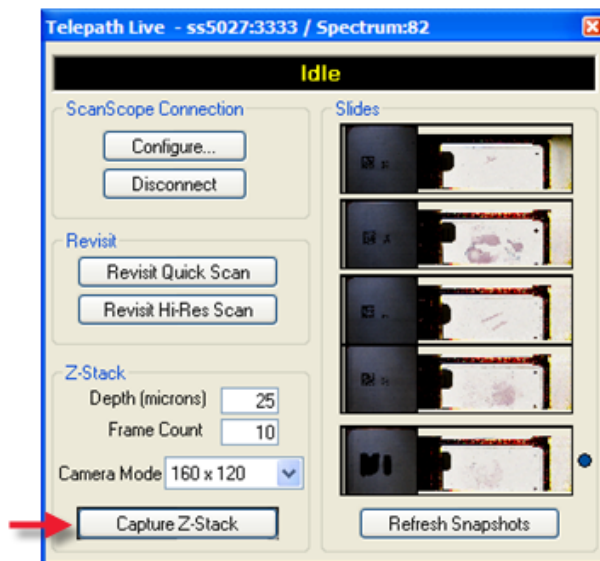 Telepath Live - ss5027:3333 / Spectrum:82
Idle
ScanScope Connection
Configure...
Disconnect
Revisit
Revisit Quick Scan
Revisit Hi-Res Scan
Z-Stack
Depth (microns) 25
Frame Count 10
Camera Mode 160 x 120
Capture Z-Stack
Slides
Refresh Snapshots